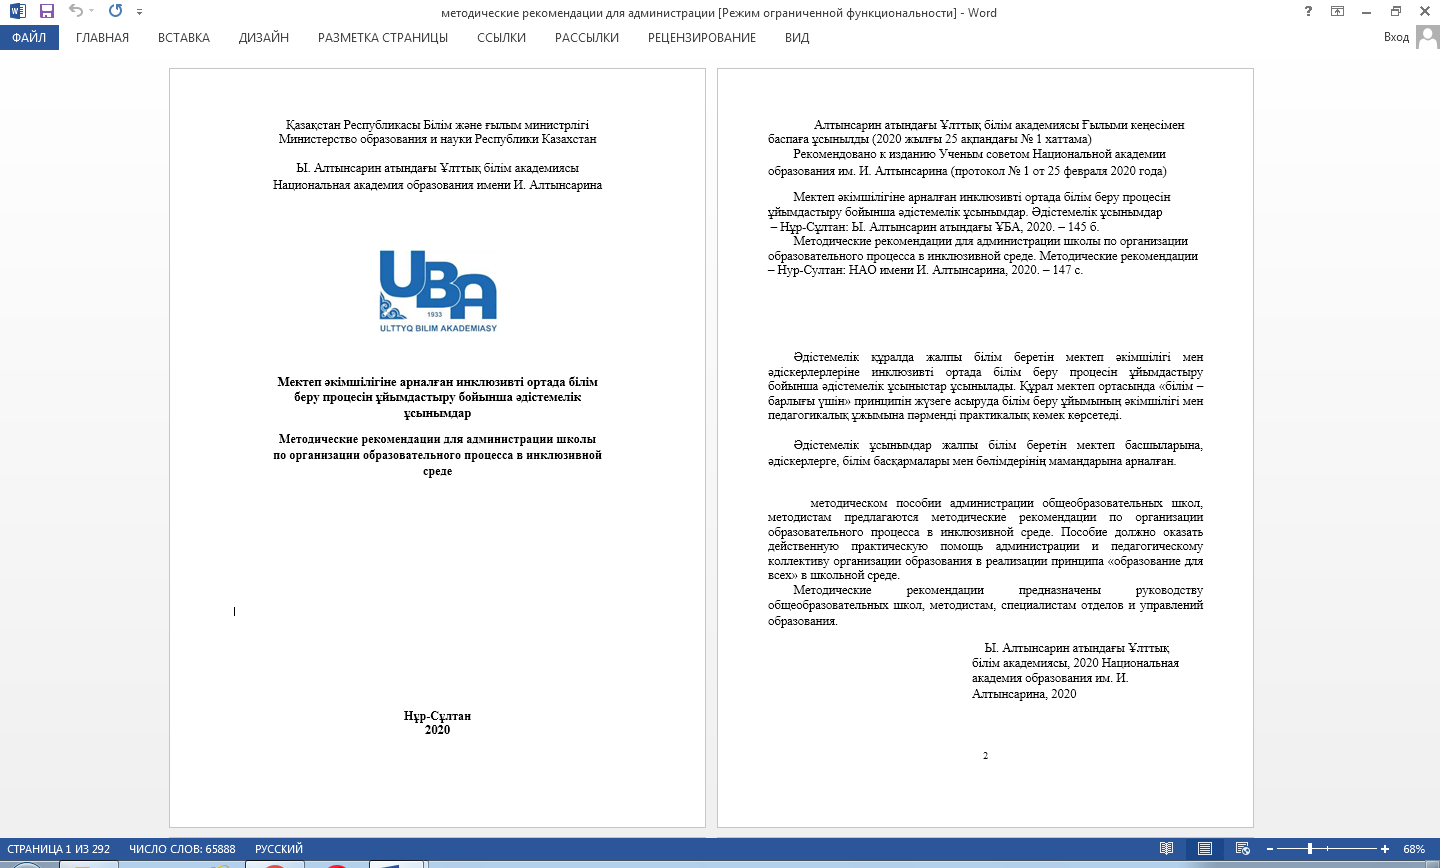 методические рекомендации для администрации [Режим ограниченной функциональности] - Word
ФАЙЛ ГЛАВНАЯ ВСТАВКА ДИЗАЙН РАЗМЕТКА СТРАНИЦЫ ССЫЛКИ РАССЫЛКИ РЕЦЕНЗИРОВАНИЕ ВИД Вход
Қазақстан Республикасы Білім және ғылым министрлігі
Министерство образования и науки Республики Казахстан
Ы. Алтынсарин атындағы Ұлттық білім академиясы
Национальная академия образования имени И. Алтынсарина
UBA
1933
ULTTYQ BILIM AKADEMIASY
Мектеп әкімшілігіне арналған инклюзивті ортада білім
беру процесін ұйымдастыру бойынша әдістемелік
ұсынымдар
Методические рекомендации для администрации школы
по организации образовательного процесса в инклюзивной
среде
Нұр-Сұлтан
2020
Алтынсарин атындағы Ұлттық білім академиясы Ғылыми кеңесімен
баспаға ұсынылды (2020 жылғы 25 ақпандағы № 1 хаттама)
Рекомендовано к изданию Ученым советом Национальной академии
образования им. И. Алтынсарина (протокол № 1 от 25 февраля 2020 года)
Мектеп әкімшілігіне арналған инклюзивті ортада білім беру процесін
ұйымдастыру бойынша әдістемелік ұсынымдар. Әдістемелік ұсынымдар
– Нұр-Сұлтан: Ы. Алтынсарин атындағы ҰБА, 2020. – 145 б.
Методические рекомендации для администрации школы по организации
образовательного процесса в инклюзивной среде. Методические рекомендации
– Нур-Султан: НАО имени И. Алтынсарина, 2020. – 147 с.
Әдістемелік құралда жалпы білім беретін мектеп әкімшілігі мен
әдіскерлерлеріне инклюзивті ортада білім беру процесін ұйымдастыру
бойынша әдістемелік ұсыныстар ұсынылады. Құрал мектеп ортасында «білім –
барлығы үшін» принципін жүзеге асыруда білім беру ұйымының әкімшілігі мен
педагогикалық ұжымына пәрменді практикалық көмек көрсетеді.
Әдістемелік ұсынымдар жалпы білім беретін мектеп басшыларына,
әдіскерлерге, білім басқармалары мен бөлімдерінің мамандарына арналған.
методическом пособии администрации общеобразовательных школ,
методистам предлагаются методические рекомендации по организации
образовательного процесса в инклюзивной среде. Пособие должно оказать
действенную практическую помощь администрации и педагогическому
коллективу организации образования в реализации принципа «образование для
всех» в школьной среде.
Методические рекомендации предназначены руководству
общеобразовательных школ, методистам, специалистам отделов и управлений
образования.
Ы. Алтынсарин атындағы Ұлттық
білім академиясы, 2020 Национальная
академия образования им. И.
Алтынсарина, 2020
2
СТРАНИЦА 1 ИЗ 292 ЧИСЛО СЛОВ: 65888 РУССКИЙ 68%